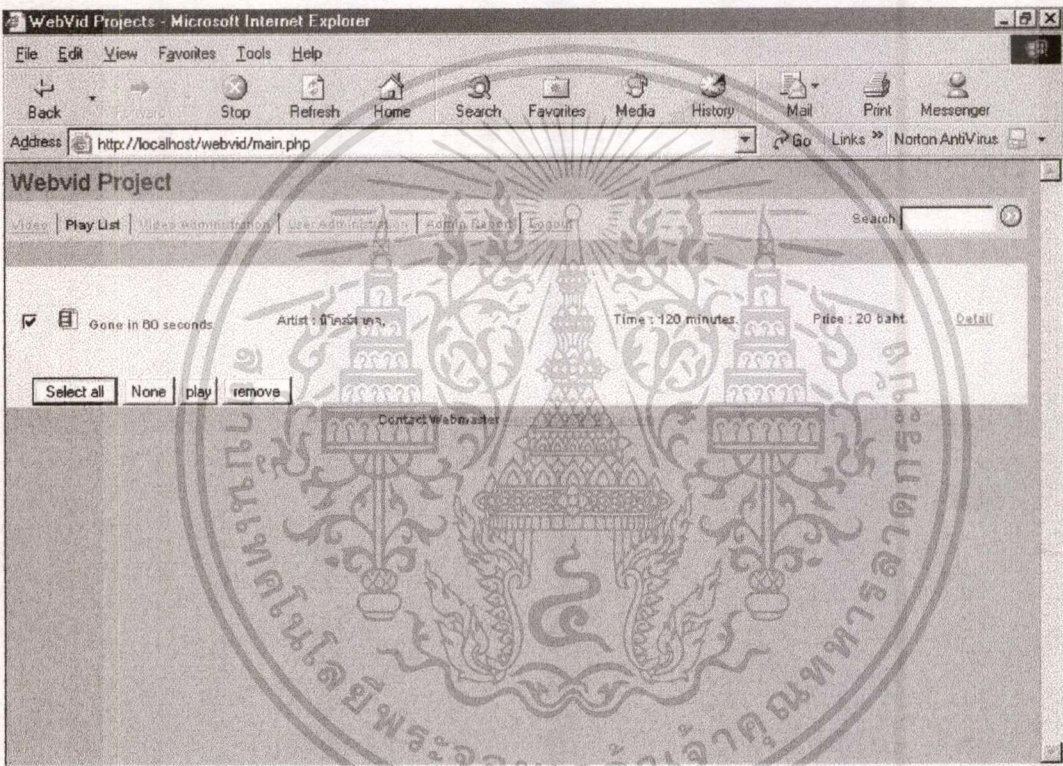 WebVid Projects - Microsoft Internet Explorer
File Edit View Favorites Tools Help
Back Forward Stop Refresh Home Search Favorites Media History Mail Print Messenger
Address http://localhost/webvid/main.php Go Links » Norton AntiVirus
Webvid Project
Video | Play List | Video Administration | User Administration | Admin Report | Logout Search
Gone in 60 seconds Artist : Time : 120 minutes. Price : 20 baht. Detail
Select all None play remove
Contact Webmaster